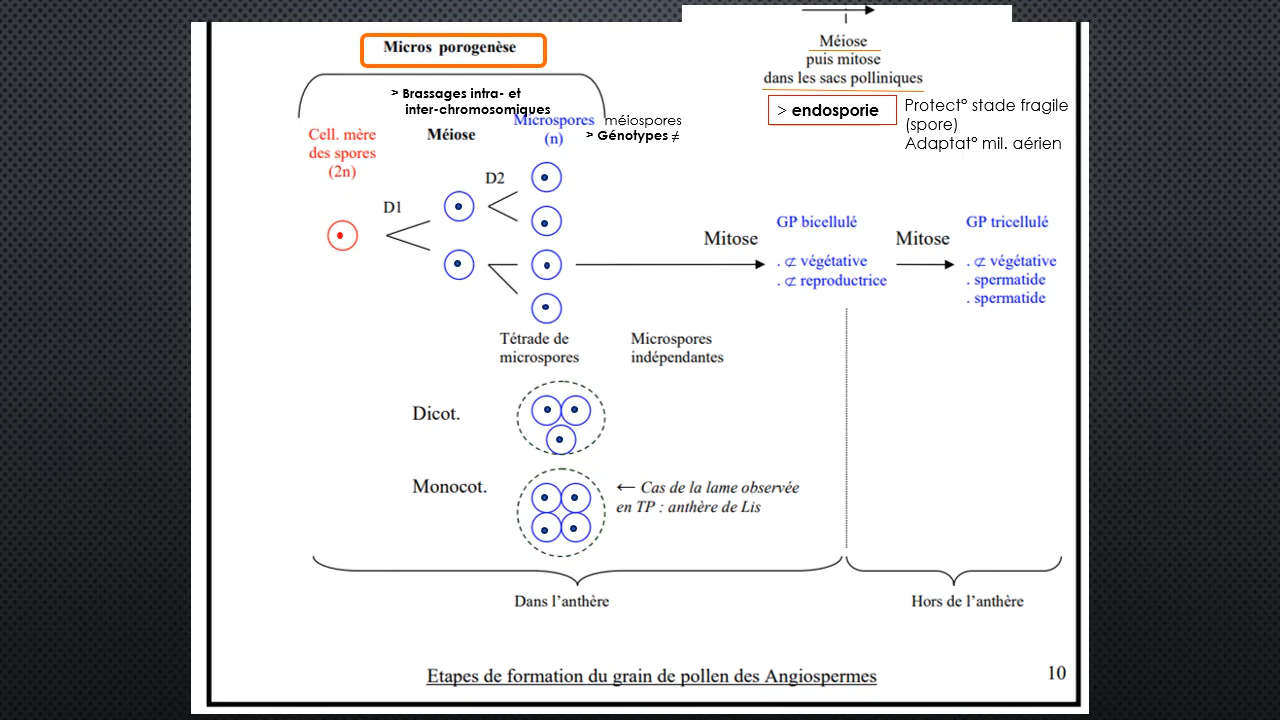 Micros porogenèse
Méiose
puis mitose
dans les sacs polliniques
> endosporie
Protect° stade fragile
(spore)
Adaptat° mil. aérien
> Brassages intra- et
inter-chromosomiques
Cell. mère
des spores
(2n)
Méiose
Microspores
(n)
méiospores
> Génotypes ≠
D1
D2
Mitose
GP bicellulé
. ⊄ végétative
. ⊄ reproductrice
Mitose
GP tricellulé
. ⊄ végétative
. spermatide
. spermatide
Tétrade de
microspores
Microspores
indépendantes
Dicot.
Monocot.
← Cas de la lame observée
en TP : anthère de Lis
Dans l'anthère
Hors de l'anthère
Etapes de formation du grain de pollen des Angiospermes
10